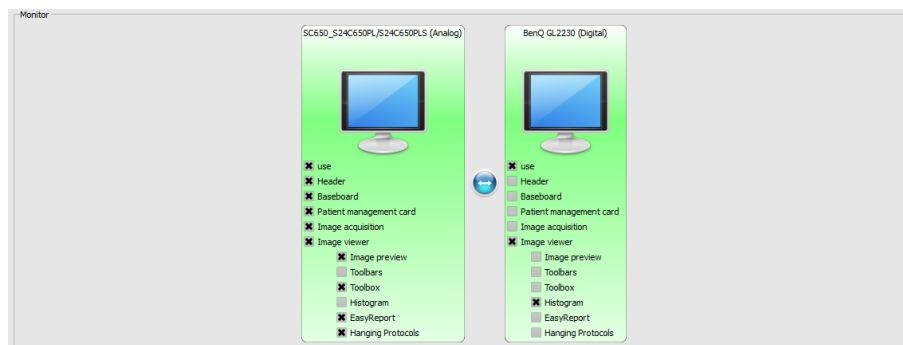 Monitor
SC650_S24C650PL/S24C650PLS (Analog)
use
Header
Baseboard
Patient management card
Image acquisition
Image viewer
Image preview
Toolbars
Toolbox
Histogram
EasyReport
Hanging Protocols
BenQ GL2230 (Digital)
use
Header
Baseboard
Patient management card
Image acquisition
Image viewer
Image preview
Toolbars
Toolbox
Histogram
EasyReport
Hanging Protocols